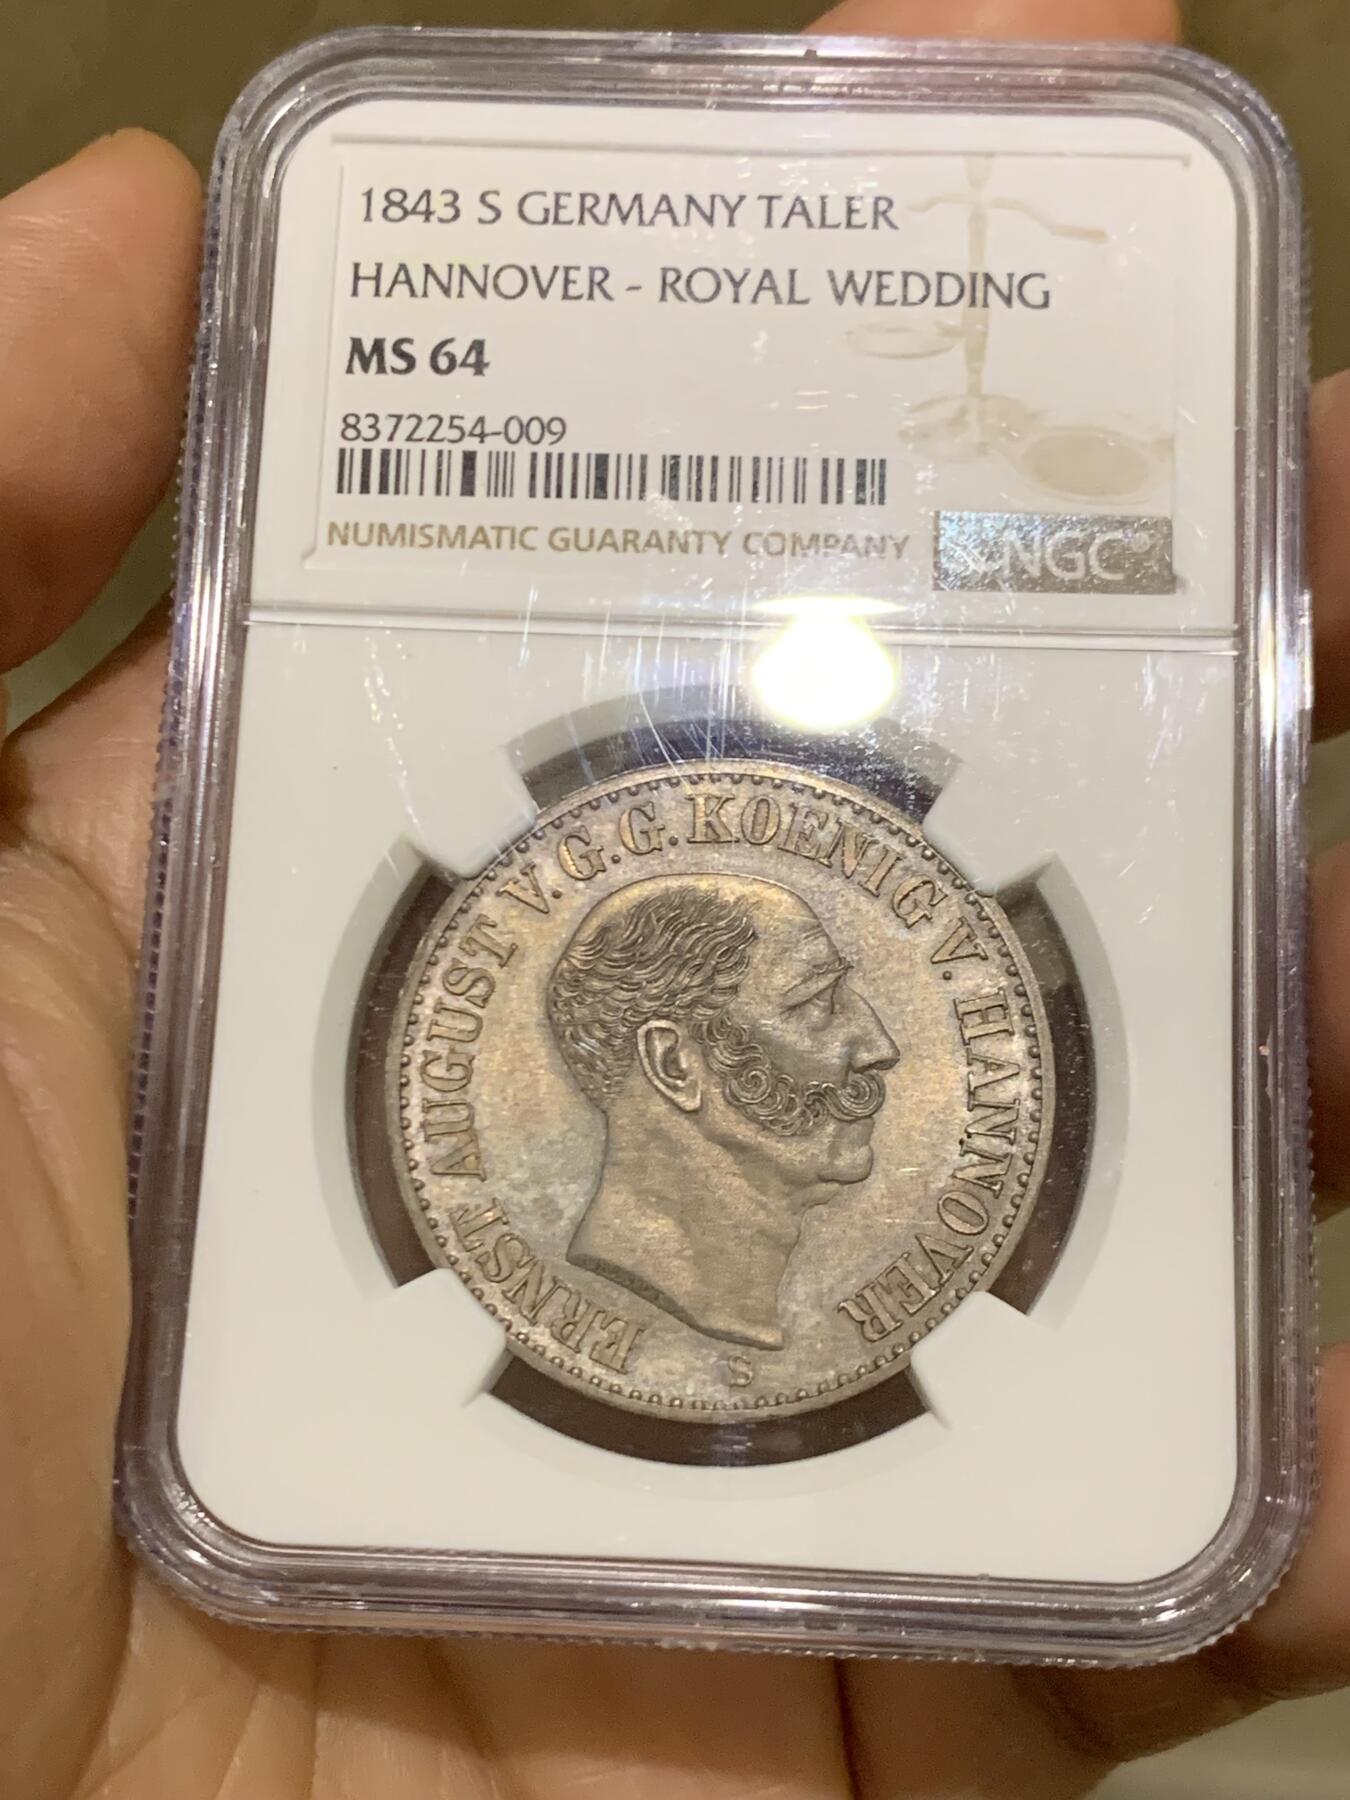 1843 S GERMANY TALER
HANNOVER - ROYAL WEDDING
MS 64
8372254-009
NUMISMATIC GUARANTY COMPANY
NGC®
ERNST AUGUST V.G.G.KOENIG V. HANNOVER
S